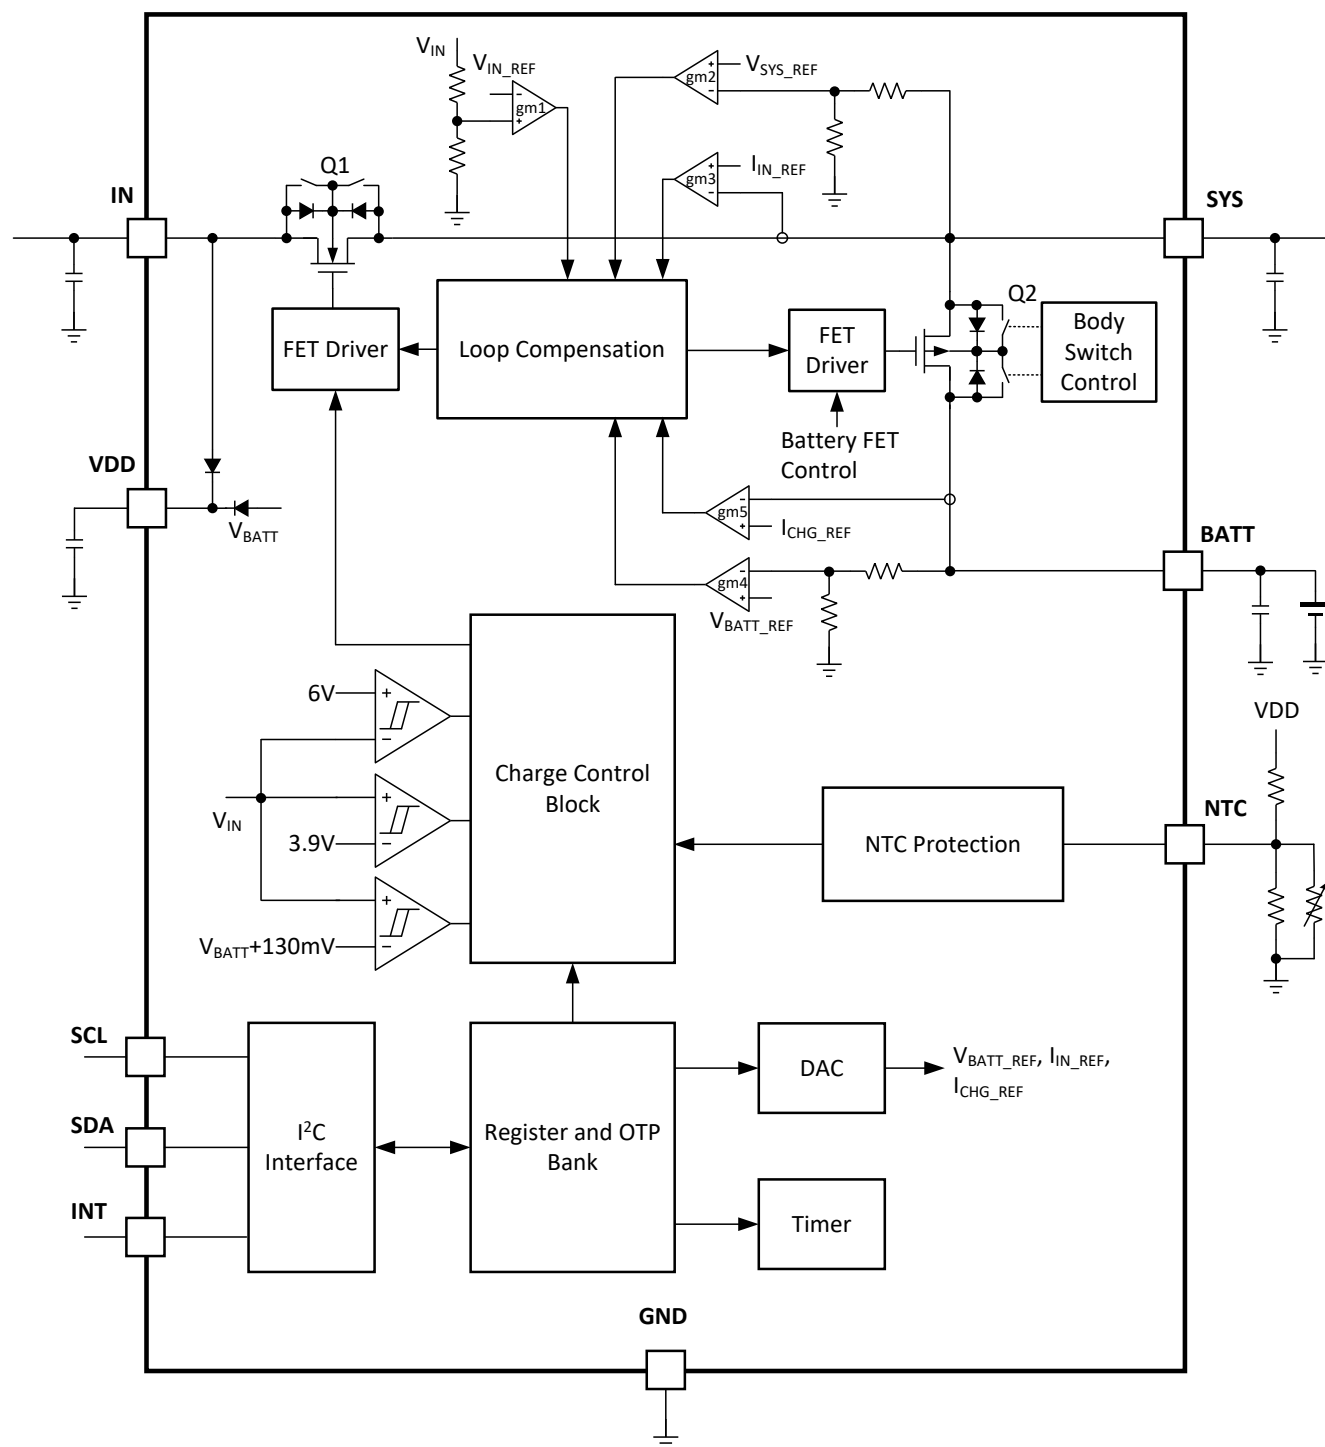 V_IN
V_IN_REF
gm1
+
-
gm2
+
-
V_SYS_REF
gm3
+
-
I_IN_REF
Q1
IN
SYS
Q2
FET Driver
Loop Compensation
FET
Driver
Body
Switch
Control
Battery FET
Control
VDD
V_BATT
gm5
-
+
I_CHG_REF
gm4
-
+
V_BATT_REF
BATT
6V
+
-
V_IN
+
3.9V
-
+
V_BATT+130mV
-
Charge Control
Block
NTC Protection
VDD
NTC
SCL
SDA
INT
I²C
Interface
Register and OTP
Bank
DAC
V_BATT_REF, I_IN_REF,
I_CHG_REF
Timer
GND